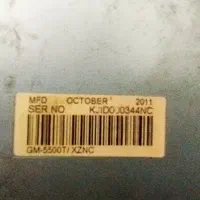 MFD OCTOBER 2011
SER NO
GM-5500T/ XZNC